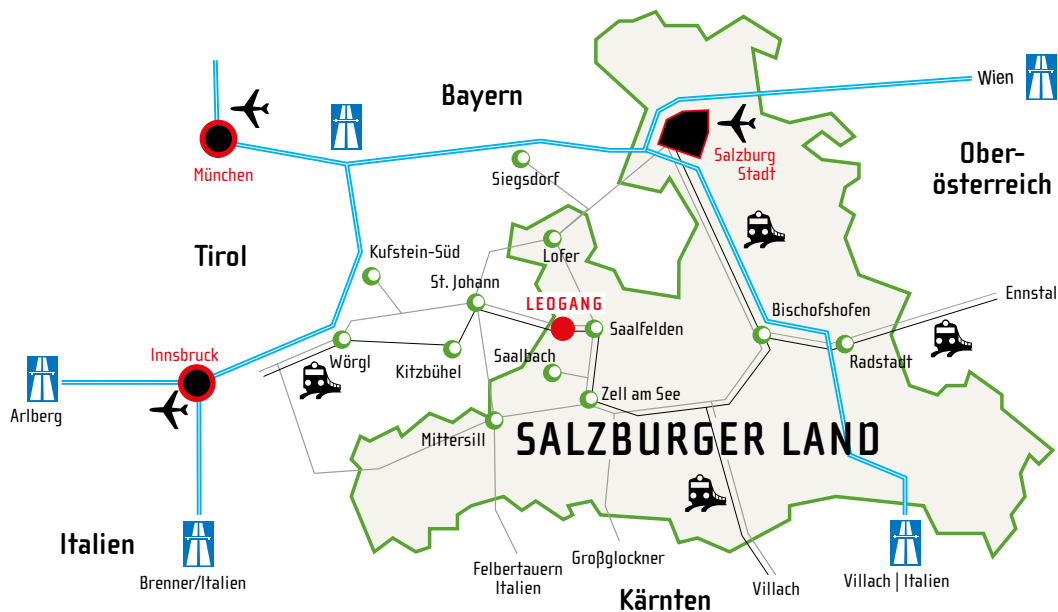 Bayern
Wien
München
Salzburg
Stadt
Ober-
österreich
Siegsdorf
Tirol
Kufstein-Süd
Lofer
St. Johann
LEOGANG
Ennstal
Bischofshofen
Saalfelden
Innsbruck
Wörgl
Kitzbühel
Saalbach
Radstadt
Arlberg
Zell am See
Mittersill
SALZBURGER LAND
Italien
Brenner/Italien
Felbertauern
Italien
Großglockner
Kärnten
Villach
Villach | Italien